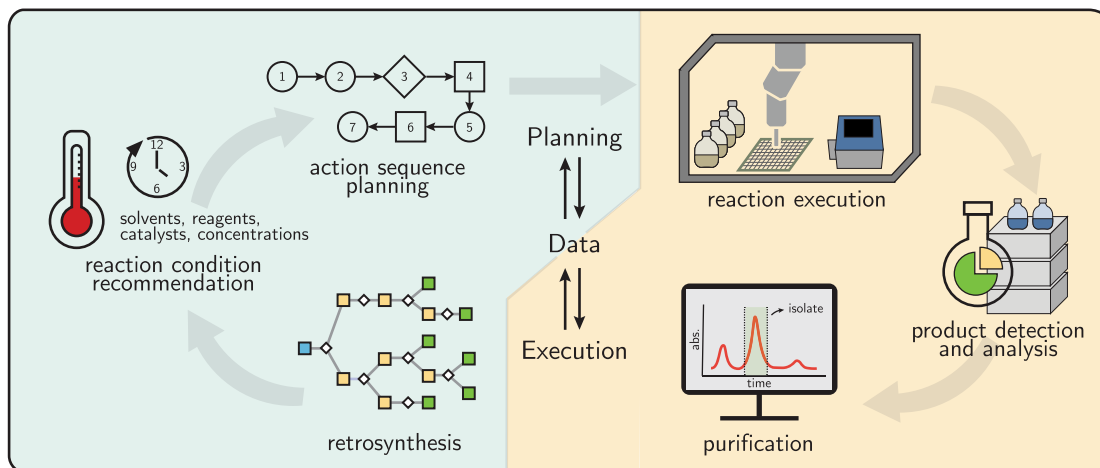 1 2 3 4
7 6 5
action sequence
planning
12
9 3
6
solvents, reagents,
catalysts, concentrations
reaction condition
recommendation
retrosynthesis
Planning
Data
Execution
reaction execution
product detection
and analysis
isolate
abs.
time
purification